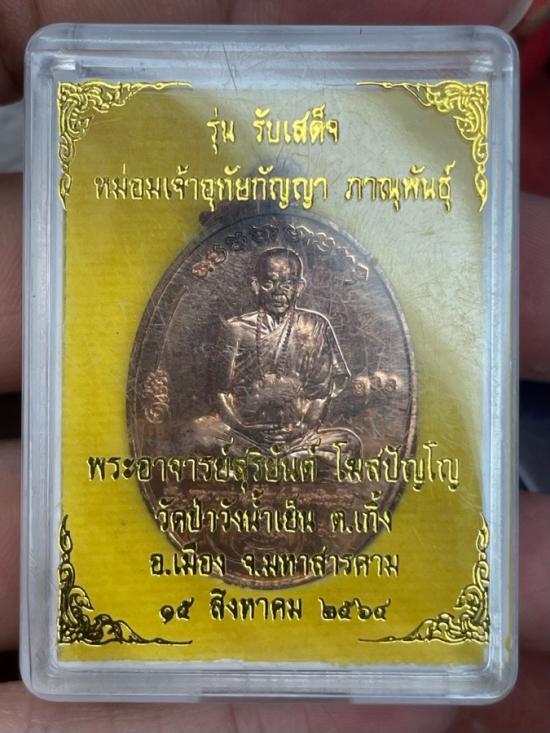 รุ่น รับเสด็จ
หม่อมเจ้าอุทัยกัญญา ภาณุพันธุ์
พระอาจารย์สุริยันต์ โฆสปัญโญ
วัดป่าวังน้ำเย็น ต.เกิ้ง
อ.เมือง จ.มหาสารคาม
๑๕ สิงหาคม ๒๕๖๔